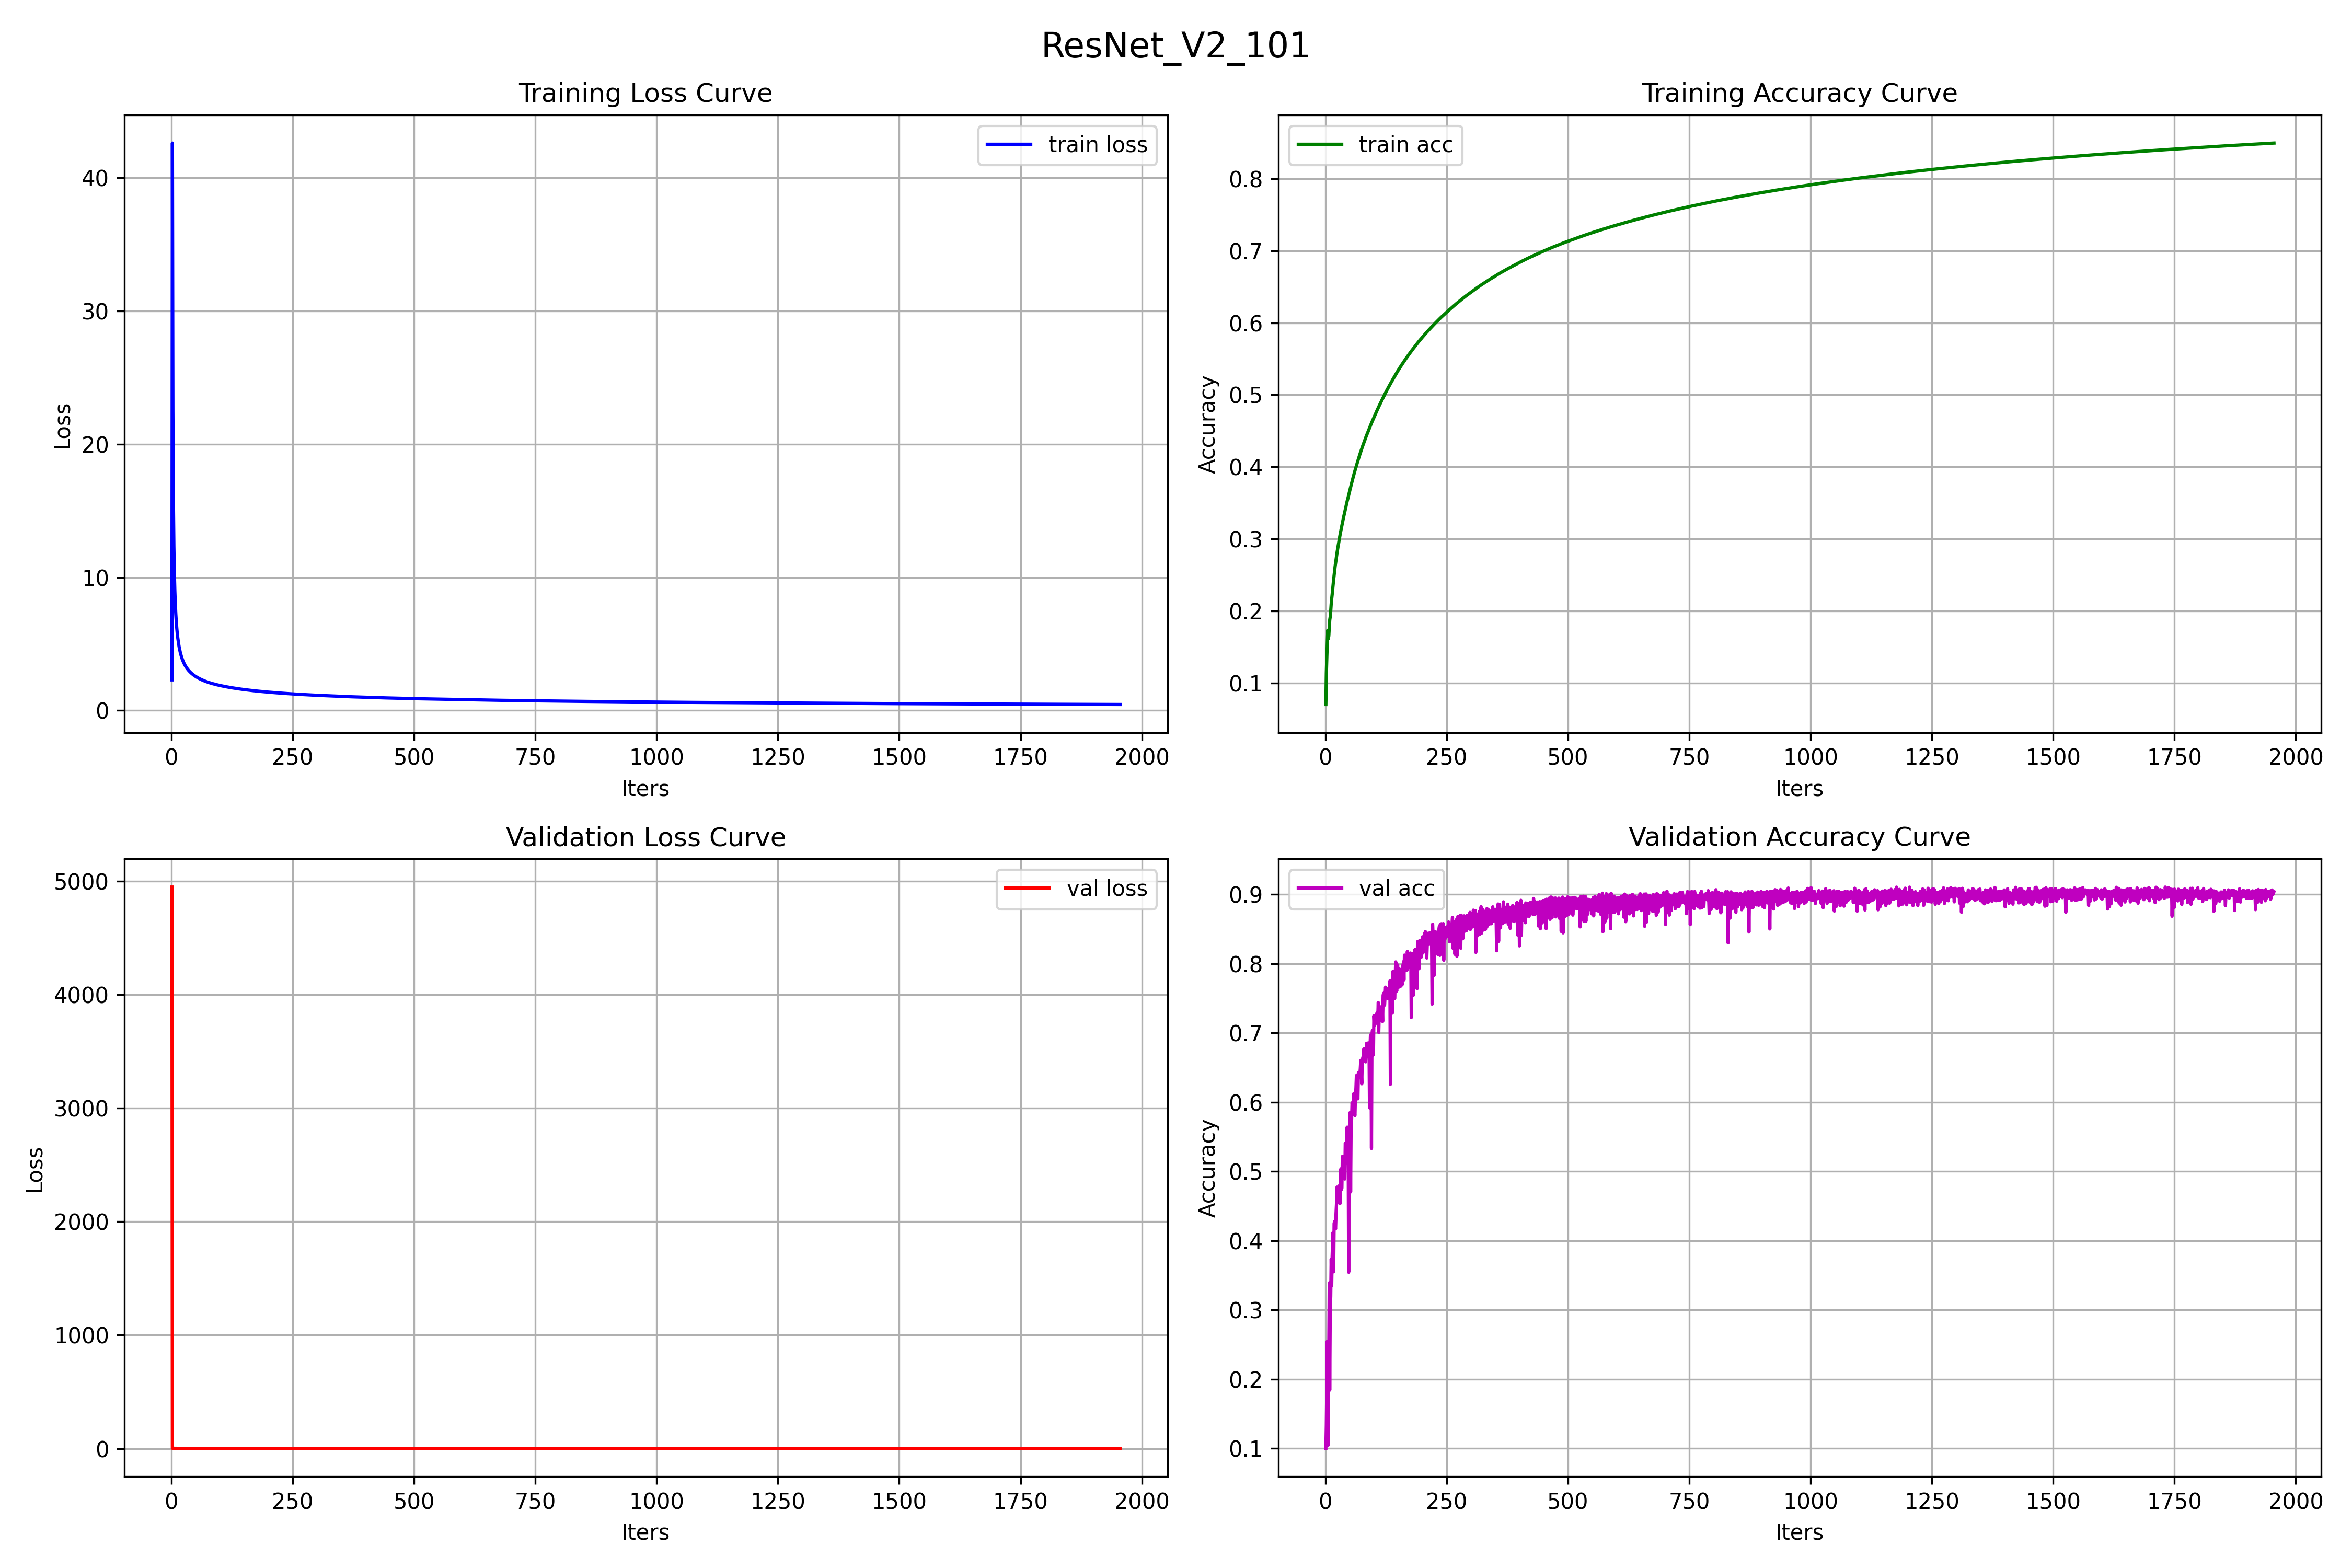 ResNet_V2_101
Training Loss Curve
train loss
40
30
20
10
0
Loss
0 250 500 750 1000 1250 1500 1750 2000
Iters
Training Accuracy Curve
train acc
0.8
0.7
0.6
0.5
0.4
0.3
0.2
0.1
Accuracy
0 250 500 750 1000 1250 1500 1750 2000
Iters
Validation Loss Curve
val loss
5000
4000
3000
2000
1000
0
Loss
0 250 500 750 1000 1250 1500 1750 2000
Iters
Validation Accuracy Curve
val acc
0.9
0.8
0.7
0.6
0.5
0.4
0.3
0.2
0.1
Accuracy
0 250 500 750 1000 1250 1500 1750 2000
Iters